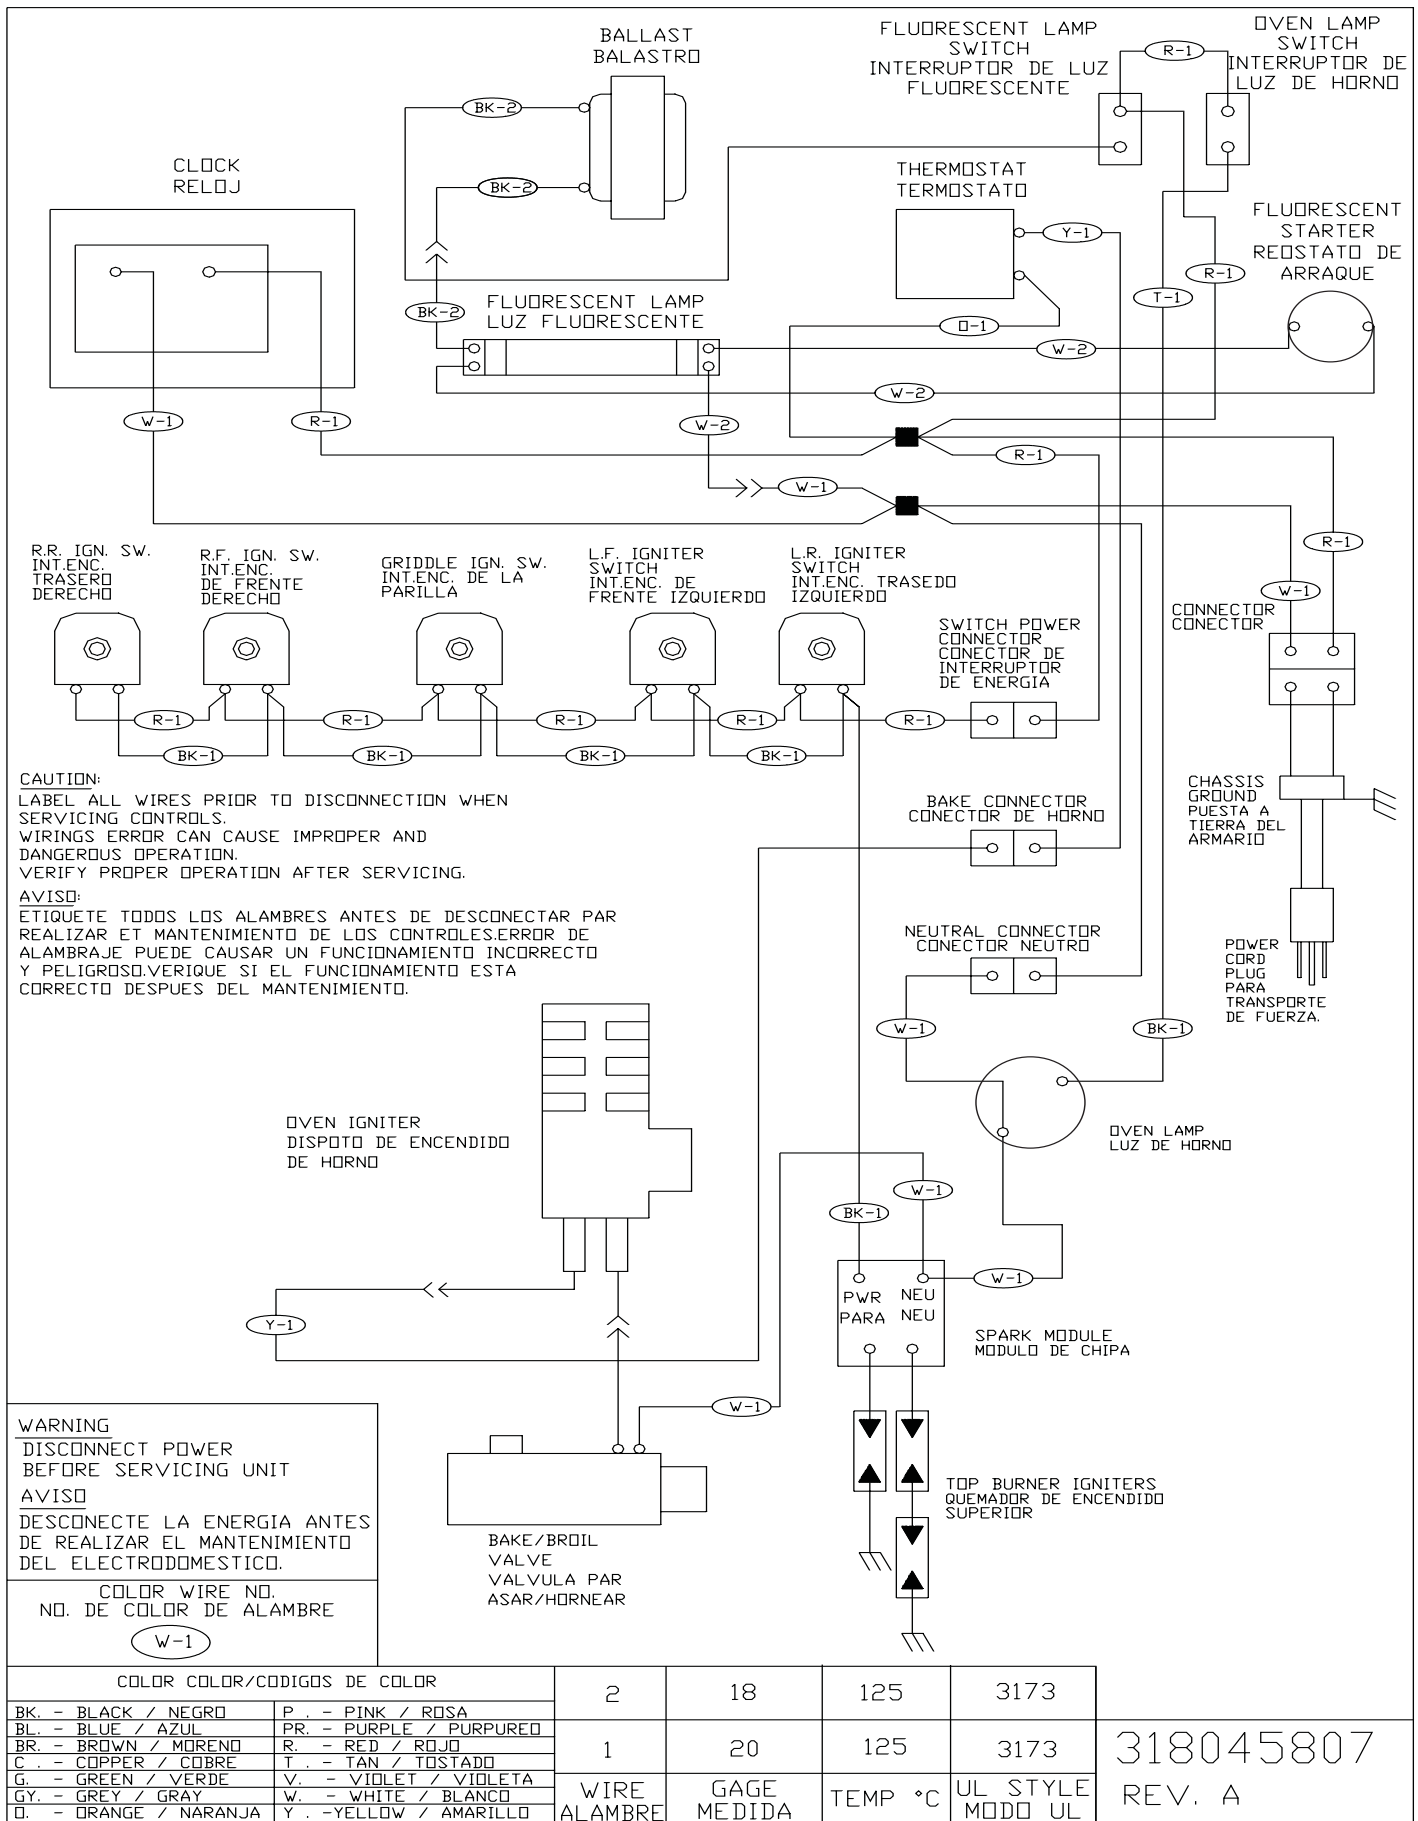 BALLAST
BALASTRO
FLUORESCENT LAMP
SWITCH
INTERRUPTOR DE LUZ
FLUORESCENTE
OVEN LAMP
SWITCH
INTERRUPTOR DE
LUZ DE HORNO
R-1
BK-2
BK-2
CLOCK
RELOJ
THERMOSTAT
TERMOSTATO
Y-1
FLUORESCENT
STARTER
REOSTATO DE
ARRAQUE
R-1
T-1
BK-2
FLUORESCENT LAMP
LUZ FLUORESCENTE
O-1
W-2
W-2
W-1
R-1
W-2
R-1
W-1
R-1
W-1
R.R. IGN. SW.
INT.ENC.
TRASERO
DERECHO
R.F. IGN. SW.
INT.ENC.
DE FRENTE
DERECHO
GRIDDLE IGN. SW.
INT.ENC. DE LA
PARILLA
L.F. IGNITER
SWITCH
INT.ENC. DE
FRENTE IZQUIERDO
L.R. IGNITER
SWITCH
INT.ENC. TRASEDO
IZQUIERDO
SWITCH POWER
CONNECTOR
CONECTOR DE
INTERRUPTOR
DE ENERGIA
CONNECTOR
CONECTOR
R-1
R-1
R-1
R-1
R-1
BK-1
BK-1
BK-1
BK-1
CAUTION:
LABEL ALL WIRES PRIOR TO DISCONNECTION WHEN
SERVICING CONTROLS.
WIRINGS ERROR CAN CAUSE IMPROPER AND
DANGEROUS OPERATION.
VERIFY PROPER OPERATION AFTER SERVICING.
AVISO:
ETIQUETE TODOS LOS ALAMBRES ANTES DE DESCONECTAR PAR
REALIZAR ET MANTENIMIENTO DE LOS CONTROLES.ERROR DE
ALAMBRAJE PUEDE CAUSAR UN FUNCIONAMIENTO INCORRECTO
Y PELIGROSO.VERIQUE SI EL FUNCIONAMIENTO ESTA
CORRECTO DESPUES DEL MANTENIMIENTO.
BAKE CONNECTOR
CONECTOR DE HORNO
CHASSIS
GROUND
PUESTA A
TIERRA DEL
ARMARIO
NEUTRAL CONNECTOR
CONECTOR NEUTRO
POWER
CORD
PLUG
PARA
TRANSPORTE
DE FUERZA.
W-1
BK-1
OVEN IGNITER
DISPOTO DE ENCENDIDO
DE HORNO
OVEN LAMP
LUZ DE HORNO
W-1
BK-1
W-1
PWR
PARA
NEU
NEU
Y-1
SPARK MODULE
MODULO DE CHIPA
W-1
TOP BURNER IGNITERS
QUEMADOR DE ENCENDIDO
SUPERIOR
BAKE/BROIL
VALVE
VALVULA PAR
ASAR/HORNEAR
WARNING
DISCONNECT POWER
BEFORE SERVICING UNIT
AVISO
DESCONECTE LA ENERGIA ANTES
DE REALIZAR EL MANTENIMIENTO
DEL ELECTRODOMESTICO.
COLOR WIRE NO.
NO. DE COLOR DE ALAMBRE
W-1
COLOR COLOR/CODIGOS DE COLOR
BK. - BLACK / NEGRO P . - PINK / ROSA
BL. - BLUE / AZUL PR. - PURPLE / PURPUREO
BR. - BROWN / MORENO R. - RED / ROJO
C . - COPPER / COBRE T . - TAN / TOSTADO
G. - GREEN / VERDE V. - VIOLET / VIOLETA
GY. - GREY / GRAY W. - WHITE / BLANCO
O. - ORANGE / NARANJA Y . -YELLOW / AMARILLO
2 18 125 3173
1 20 125 3173
WIRE
ALAMBRE
GAGE
MEDIDA
TEMP °C
UL STYLE
MODO UL
318045807
REV. A